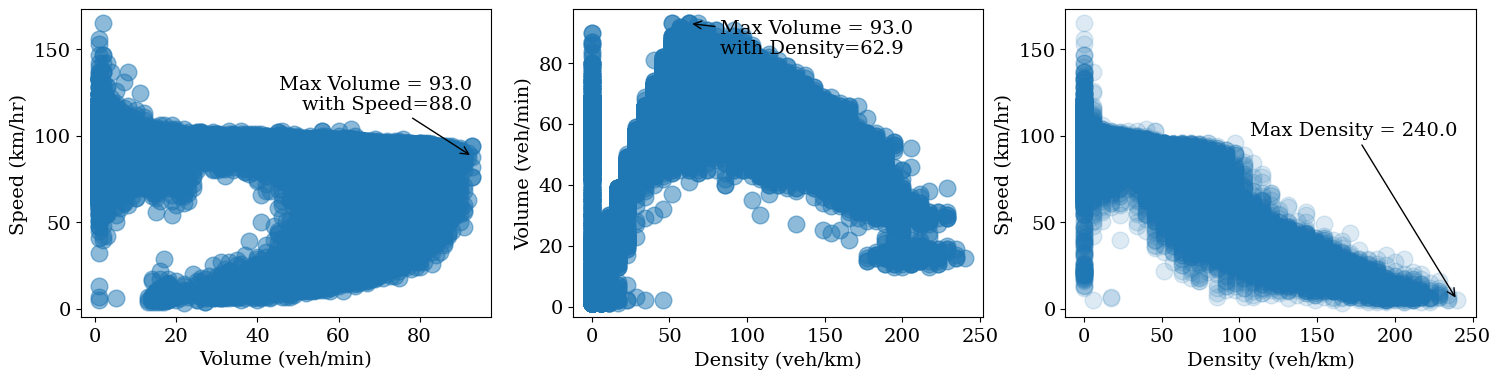 Speed (km/hr)
150
100
50
0
Max Volume = 93.0
with Speed=88.0
0 20 40 60 80
Volume (veh/min)
Volume (veh/min)
80
60
40
20
0
Max Volume = 93.0
with Density=62.9
0 50 100 150 200 250
Density (veh/km)
Speed (km/hr)
150
100
50
0
Max Density = 240.0
0 50 100 150 200 250
Density (veh/km)